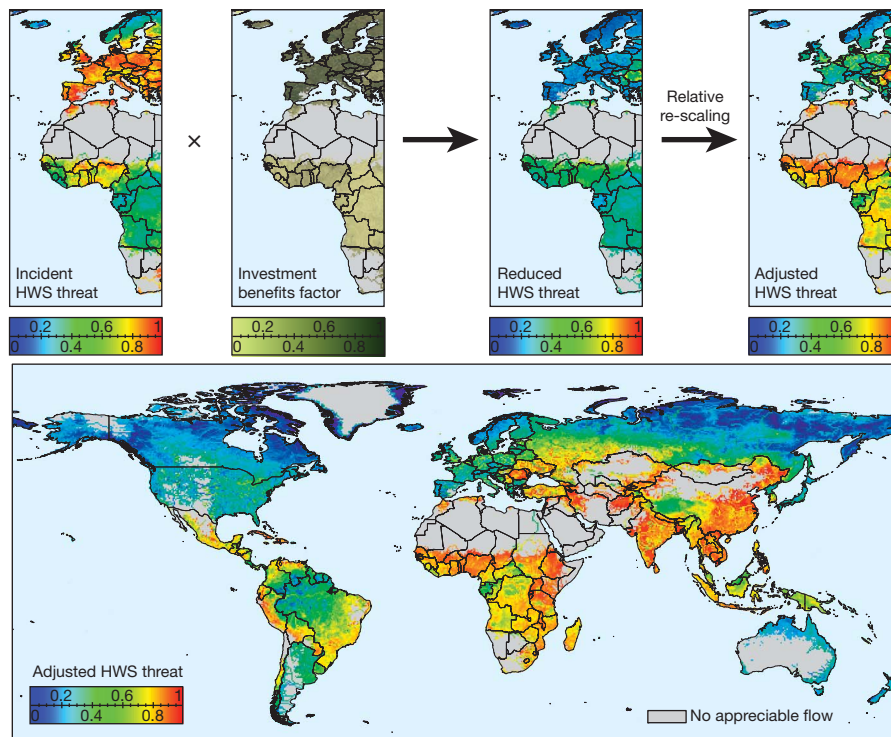 Relative
re-scaling
×
Incident
HWS threat
Investment
benefits factor
Reduced
HWS threat
Adjusted
HWS threat
0.2 0.6 1
0.4 0.8
0.2 0.6
0.4 0.8
0.2 0.6 1
0.4 0.8
0.2 0.6 1
0 0.4 0.8
Adjusted HWS threat
0.2 0.6 1
0 0.4 0.8
No appreciable flow